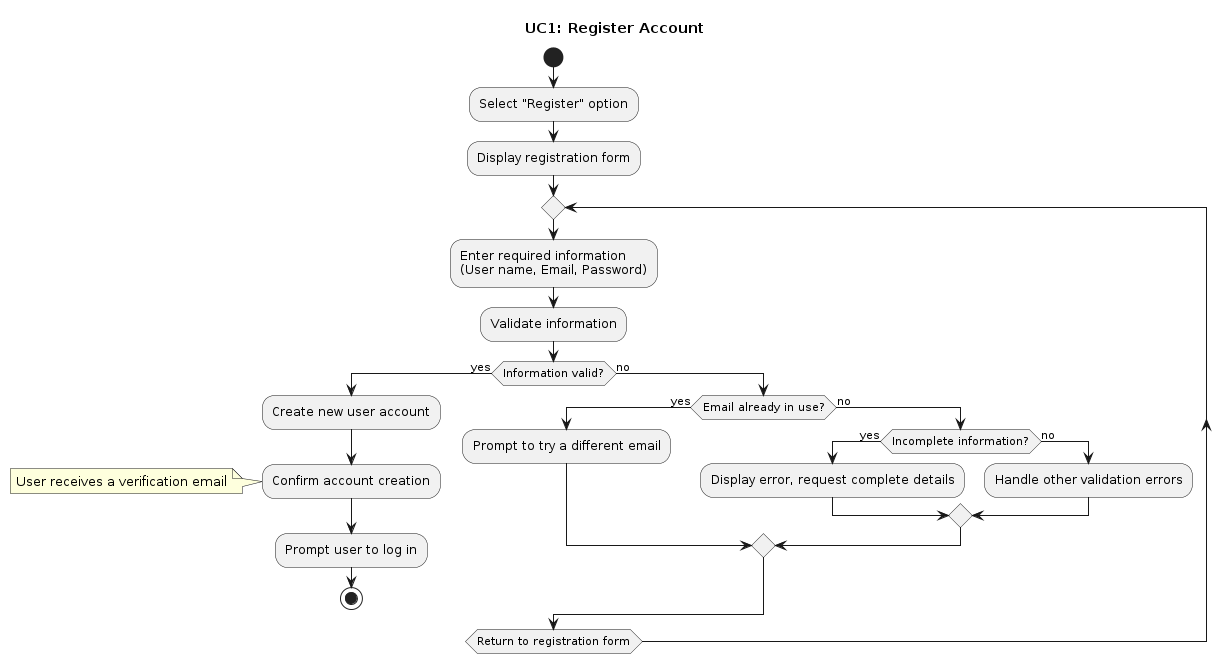 UC1: Register Account
Select "Register" option
Display registration form
Enter required information
(User name, Email, Password)
Validate information
yes
Information valid?
no
Create new user account
yes
Email already in use?
no
Prompt to try a different email
yes
Incomplete information?
no
User receives a verification email
Confirm account creation
Display error, request complete details
Handle other validation errors
Prompt user to log in
Return to registration form